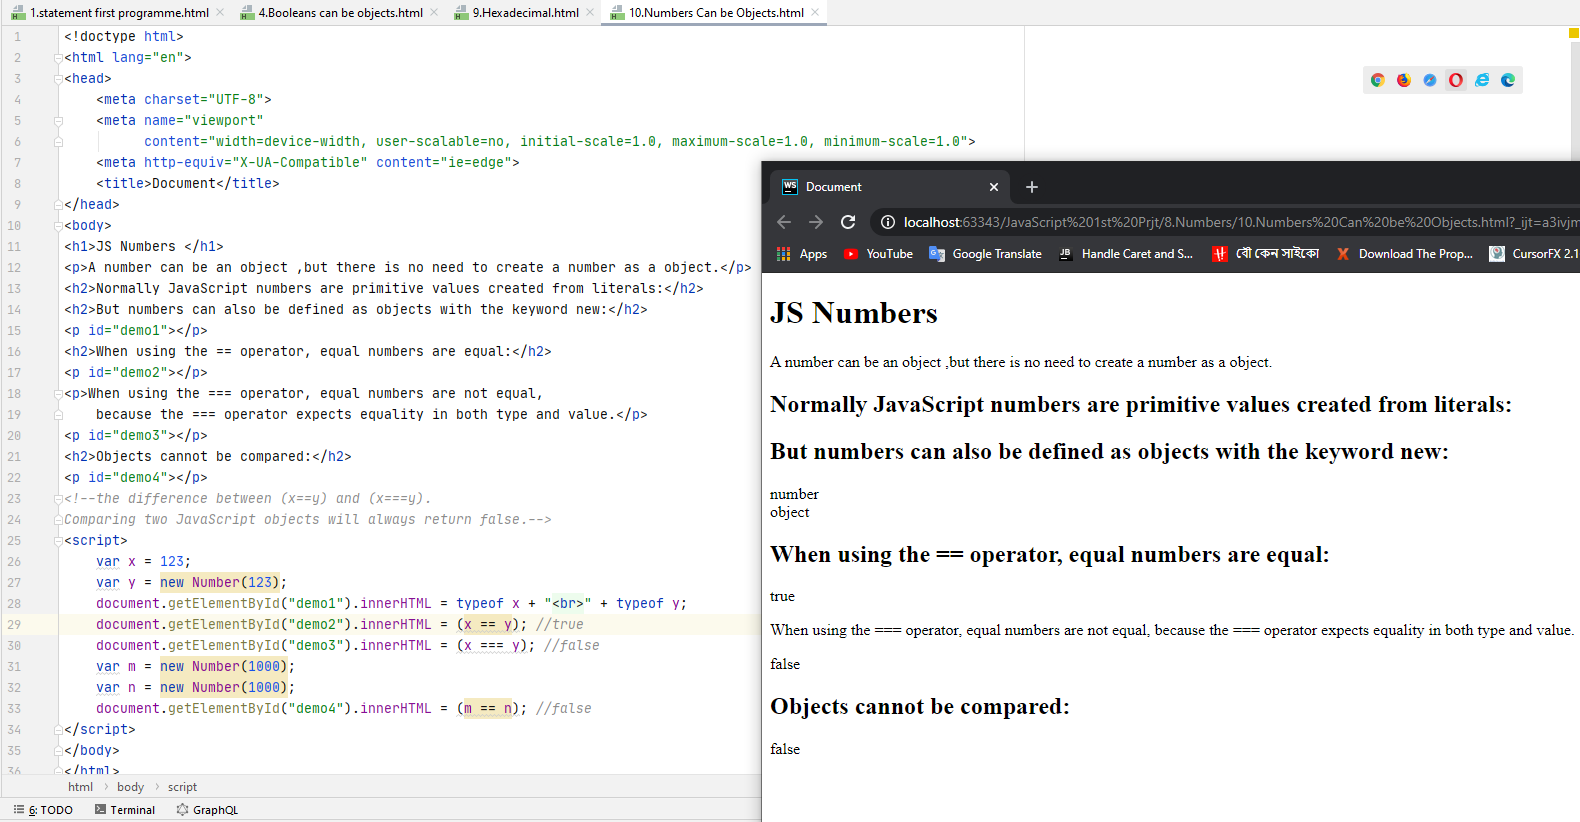 1.statement first programme.html
4.Booleans can be objects.html
9.Hexadecimal.html
10.Numbers Can be Objects.html
1 <!doctype html>
2 <html lang="en">
3 <head>
4 <meta charset="UTF-8">
5 <meta name="viewport"
6 content="width=device-width, user-scalable=no, initial-scale=1.0, maximum-scale=1.0, minimum-scale=1.0">
7 <meta http-equiv="X-UA-Compatible" content="ie=edge">
8 <title>Document</title>
9 </head>
10 <body>
11 <h1>JS Numbers </h1>
12 <p>A number can be an object ,but there is no need to create a number as a object.</p>
13 <h2>Normally JavaScript numbers are primitive values created from literals:</h2>
14 <h2>But numbers can also be defined as objects with the keyword new:</h2>
15 <p id="demo1"></p>
16 <h2>When using the == operator, equal numbers are equal:</h2>
17 <p id="demo2"></p>
18 <p>When using the === operator, equal numbers are not equal,
19 because the === operator expects equality in both type and value.</p>
20 <p id="demo3"></p>
21 <h2>Objects cannot be compared:</h2>
22 <p id="demo4"></p>
23 <!--the difference between (x==y) and (x===y).
24 Comparing two JavaScript objects will always return false.-->
25 <script>
26 var x = 123;
27 var y = new Number(123);
28 document.getElementById("demo1").innerHTML = typeof x + "<br>" + typeof y;
29 document.getElementById("demo2").innerHTML = (x == y); //true
30 document.getElementById("demo3").innerHTML = (x === y); //false
31 var m = new Number(1000);
32 var n = new Number(1000);
33 document.getElementById("demo4").innerHTML = (m == n); //false
34 </script>
35 </body>
36 </html>
html > body > script
6: TODO Terminal GraphQL
WS Document
localhost:63343/JavaScript%201st%20Prjt/8.Numbers/10.Numbers%20Can%20be%20Objects.html?_ijt=a3ivjm
Apps YouTube Google Translate JB Handle Caret and S... বৌ কেন সাইকো Download The Prop... CursorFX 2.1
JS Numbers
A number can be an object ,but there is no need to create a number as a object.
Normally JavaScript numbers are primitive values created from literals:
But numbers can also be defined as objects with the keyword new:
number
object
When using the == operator, equal numbers are equal:
true
When using the === operator, equal numbers are not equal, because the === operator expects equality in both type and value.
false
Objects cannot be compared:
false